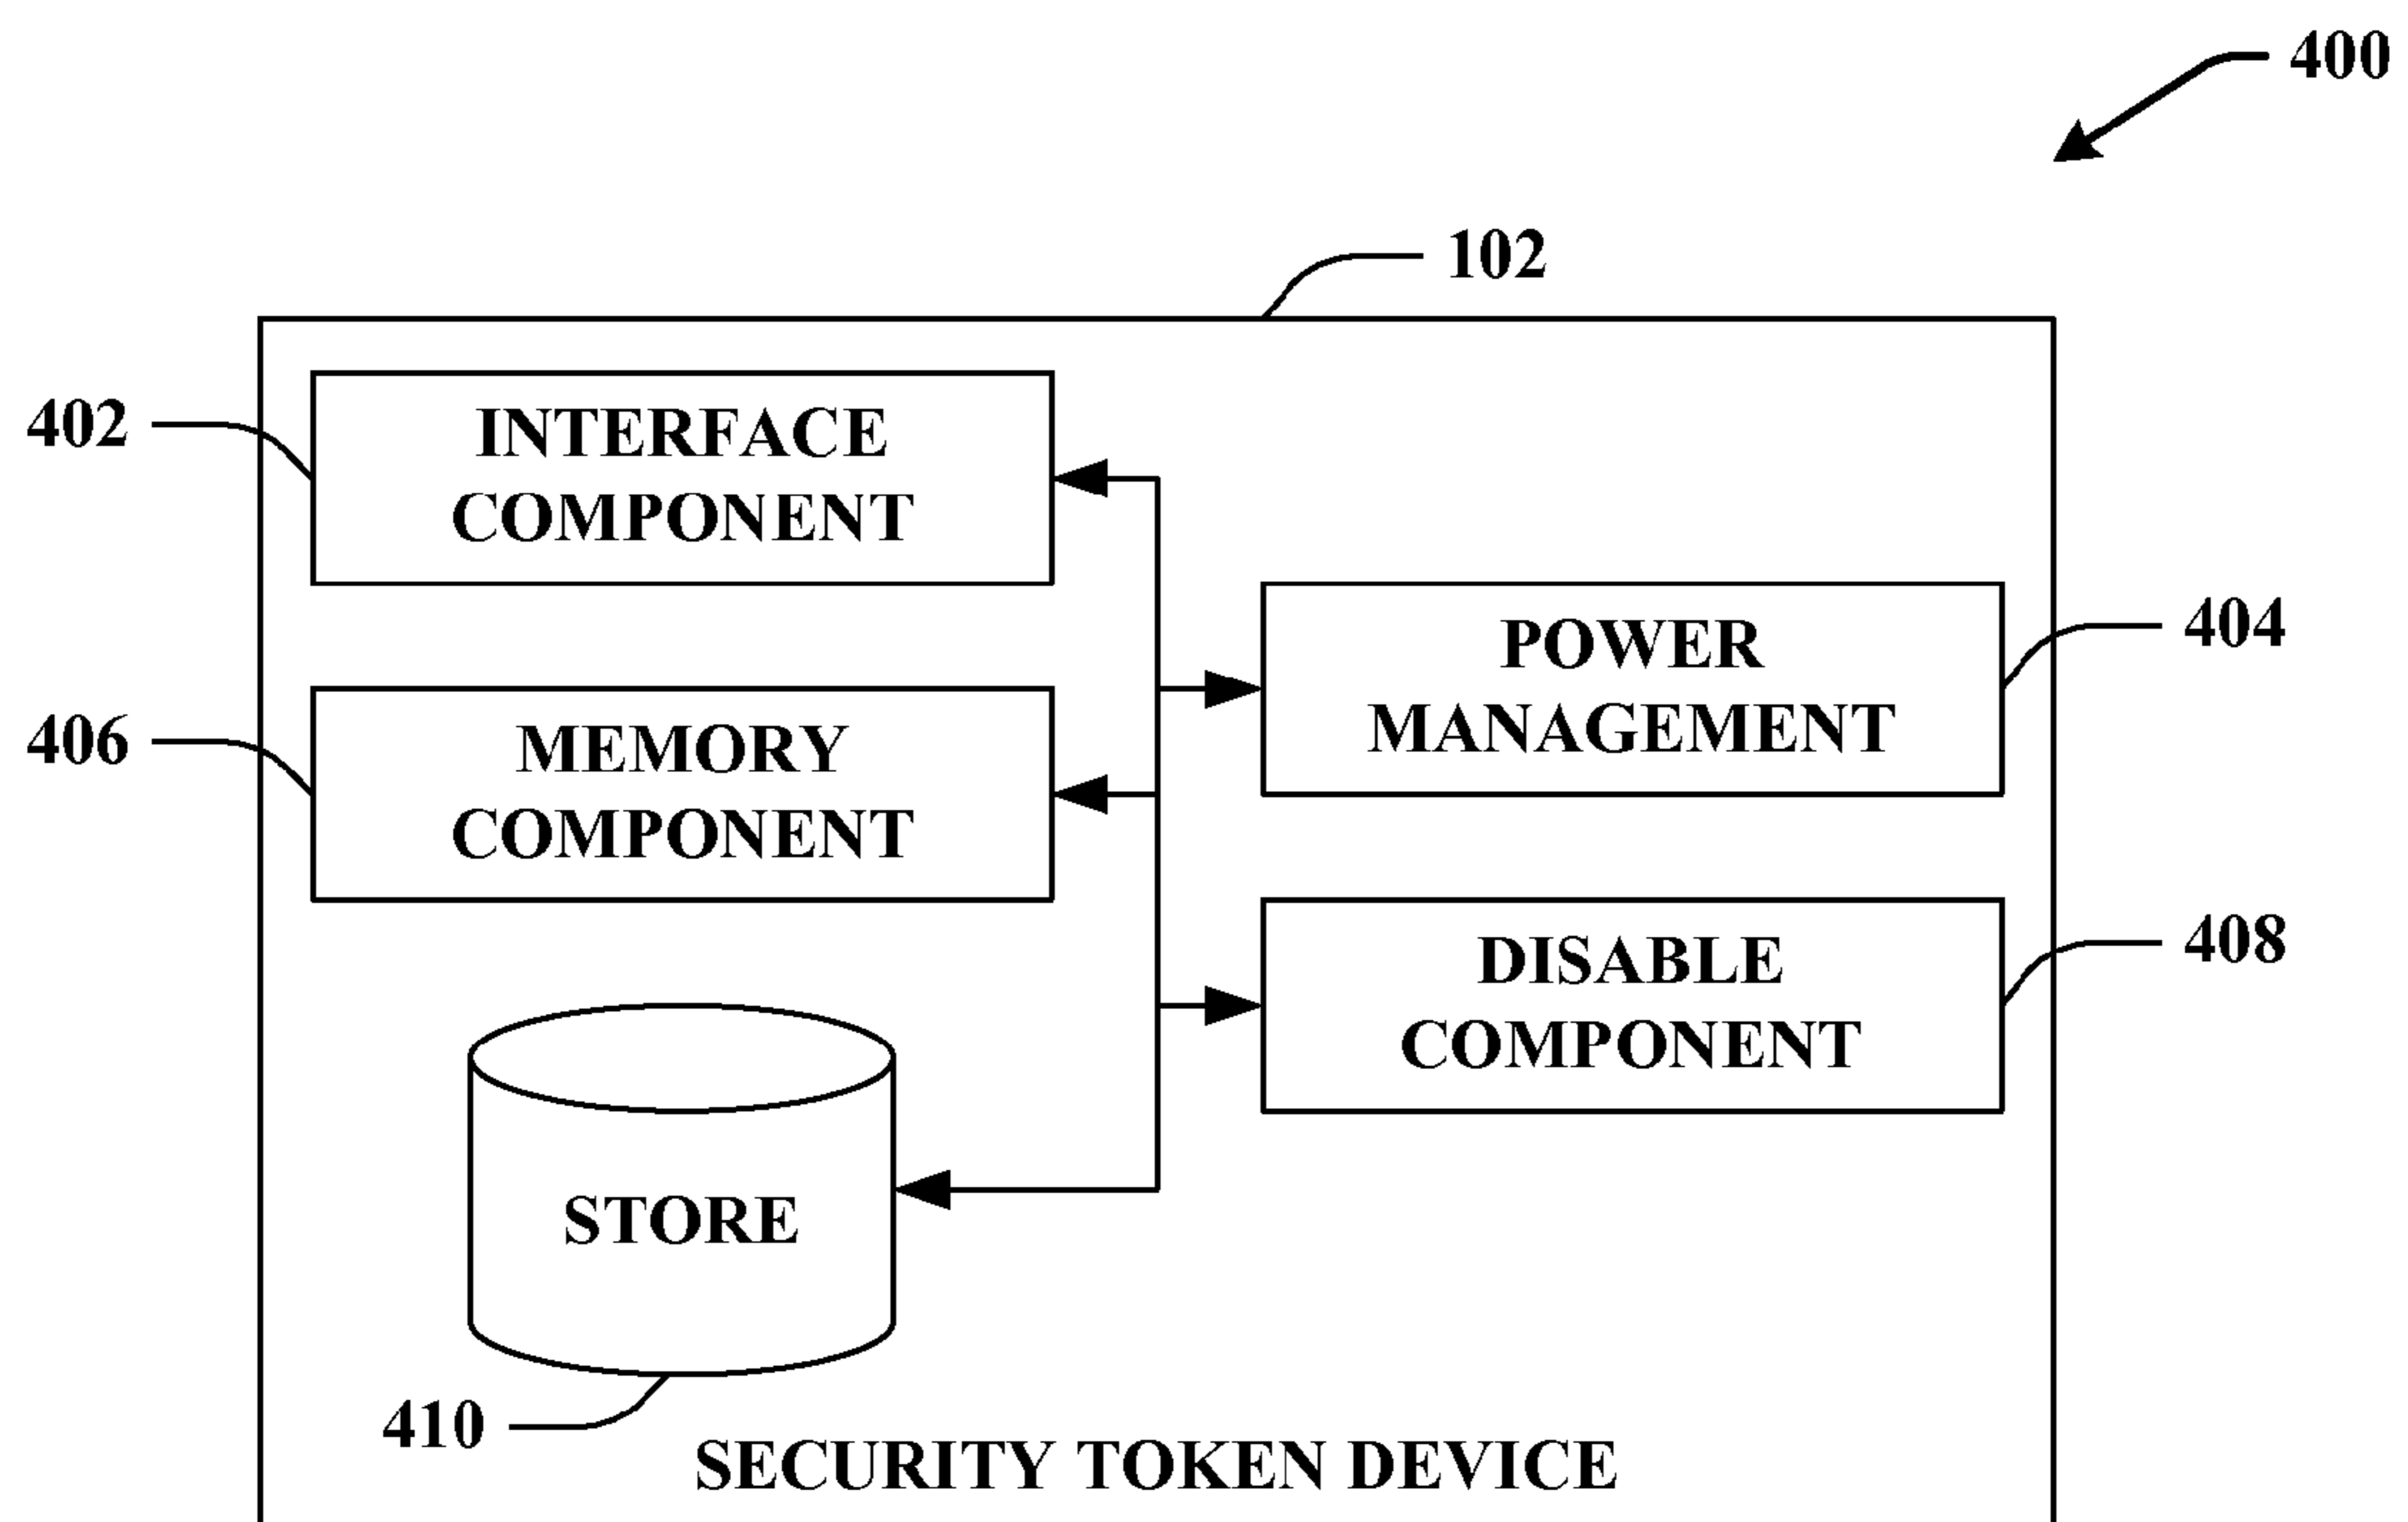 400
102
402
INTERFACE
COMPONENT
POWER
MANAGEMENT
404
406
MEMORY
COMPONENT
DISABLE
COMPONENT
408
STORE
410
SECURITY TOKEN DEVICE